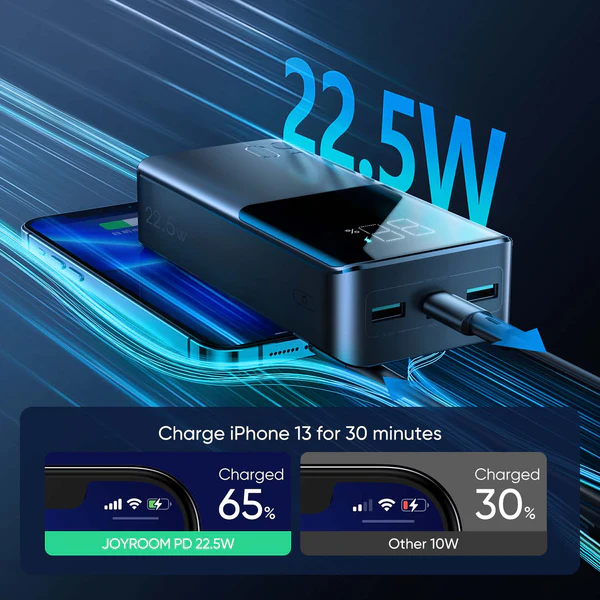 22.5W
22.5W
%
Charge iPhone 13 for 30 minutes
Charged
65%
JOYROOM PD 22.5W
Charged
30%
Other 10W